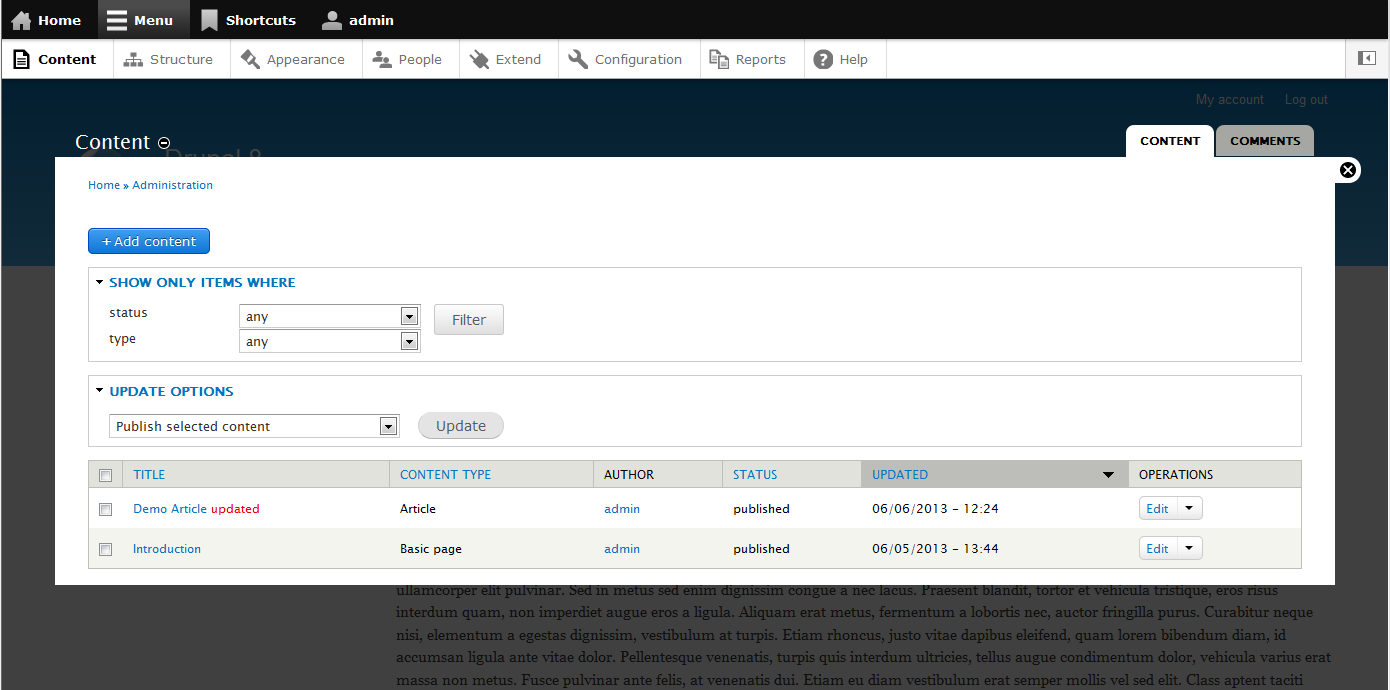 Home Menu Shortcuts admin
Content Structure Appearance People Extend Configuration Reports Help
My account Log out
Content
Drupal 8
CONTENT COMMENTS
Home » Administration
+ Add content
SHOW ONLY ITEMS WHERE
status any
Filter
type any
UPDATE OPTIONS
Publish selected content Update
TITLE CONTENT TYPE AUTHOR STATUS UPDATED OPERATIONS
Demo Article updated Article admin published 06/06/2013 - 12:24 Edit
Introduction Basic page admin published 06/05/2013 - 13:44 Edit
ullamcorper elit pulvinar. Sed in metus sed enim dignissim congue a nec lacus. Praesent blandit, tortor et vehicula tristique, eros risus
interdum quam, non imperdiet augue eros a ligula. Aliquam erat metus, fermentum a lobortis nec, auctor fringilla purus. Curabitur neque
nisi, elementum a egestas dignissim, vestibulum at turpis. Etiam rhoncus, justo vitae dapibus eleifend, quam lorem bibendum diam, id
accumsan ligula ante vitae dolor. Pellentesque venenatis, turpis quis interdum ultricies, tellus augue condimentum dolor, vehicula varius erat
massa non metus. Fusce pulvinar ante felis, at venenatis dui. Etiam eu diam vestibulum erat semper mollis vel sed elit. Class aptent taciti